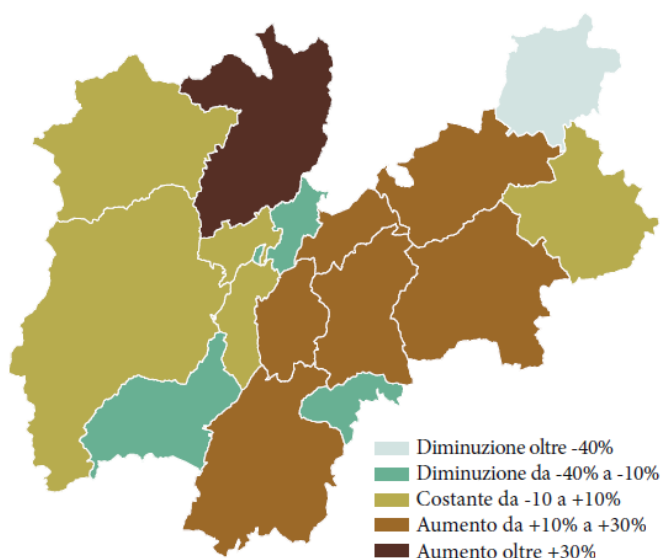 Diminuzione oltre -40%
Diminuzione da -40% a -10%
Costante da -10 a +10%
Aumento da +10% a +30%
Aumento oltre +30%